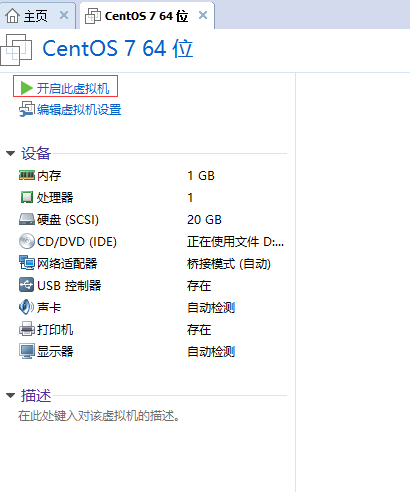 主页
CentOS 7 64 位
CentOS 7 64 位
开启此虚拟机
编辑虚拟机设置
设备
内存 1 GB
处理器 1
硬盘 (SCSI) 20 GB
CD/DVD (IDE) 正在使用文件 D:...
网络适配器 桥接模式 (自动)
USB 控制器 存在
声卡 自动检测
打印机 存在
显示器 自动检测
描述
在此处键入对该虚拟机的描述。